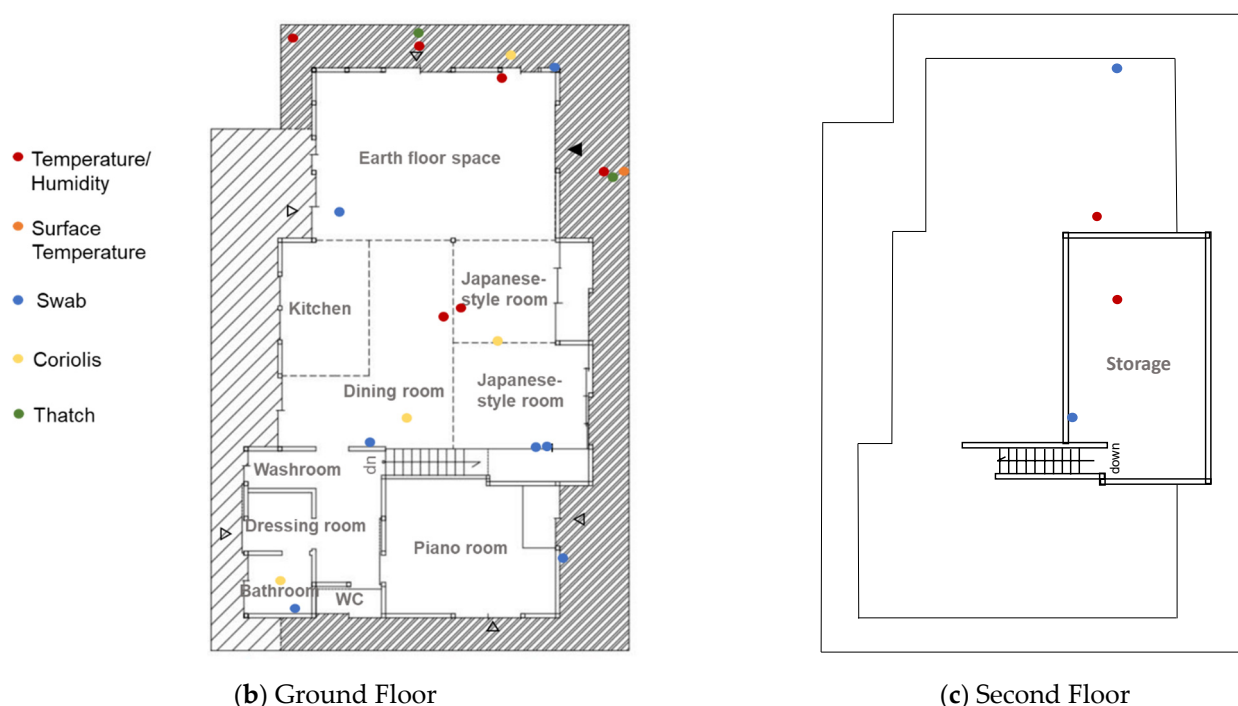 Temperature/
Humidity
Surface
Temperature
Swab
Coriolis
Thatch
Earth floor space
Kitchen
Japanese-
style room
Dining room
Japanese-
style room
Washroom
up
Dressing room
Piano room
Bathroom
WC
(b) Ground Floor
Storage
down
(c) Second Floor